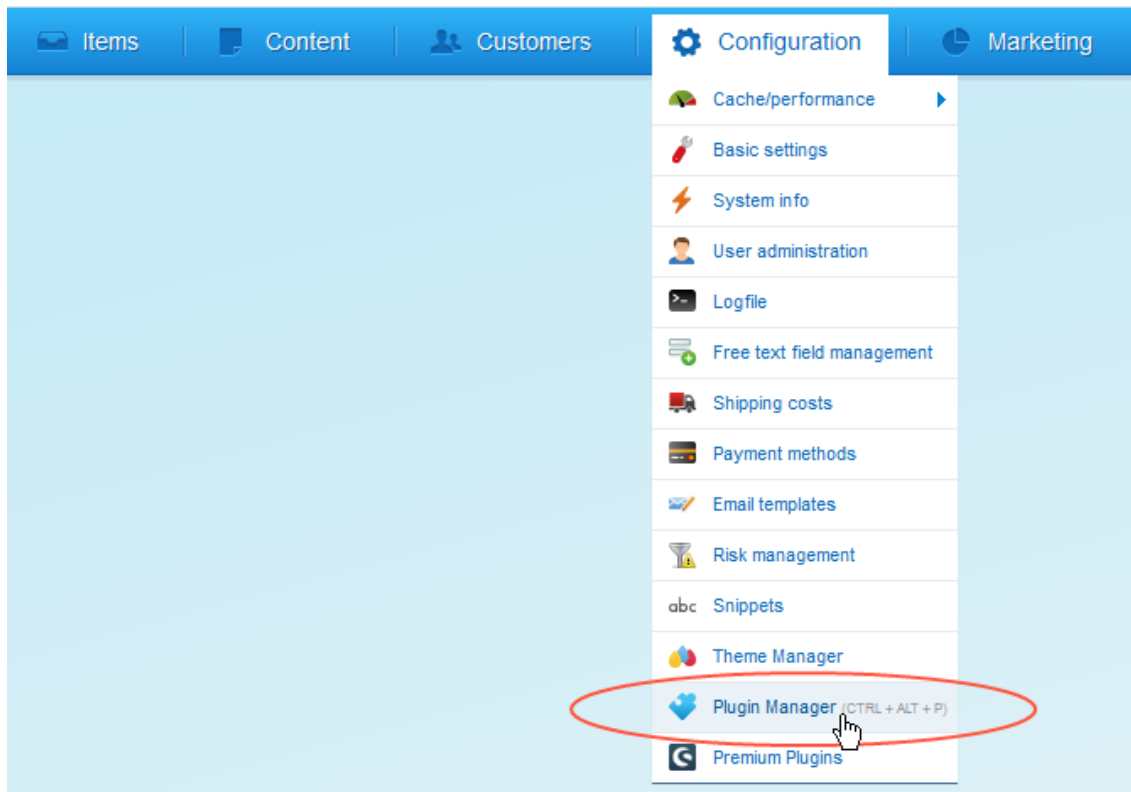 Items Content Customers Configuration Marketing
Cache/performance
Basic settings
System info
User administration
Logfile
Free text field management
Shipping costs
Payment methods
Email templates
Risk management
abc Snippets
Theme Manager
Plugin Manager (CTRL + ALT + P)
Premium Plugins